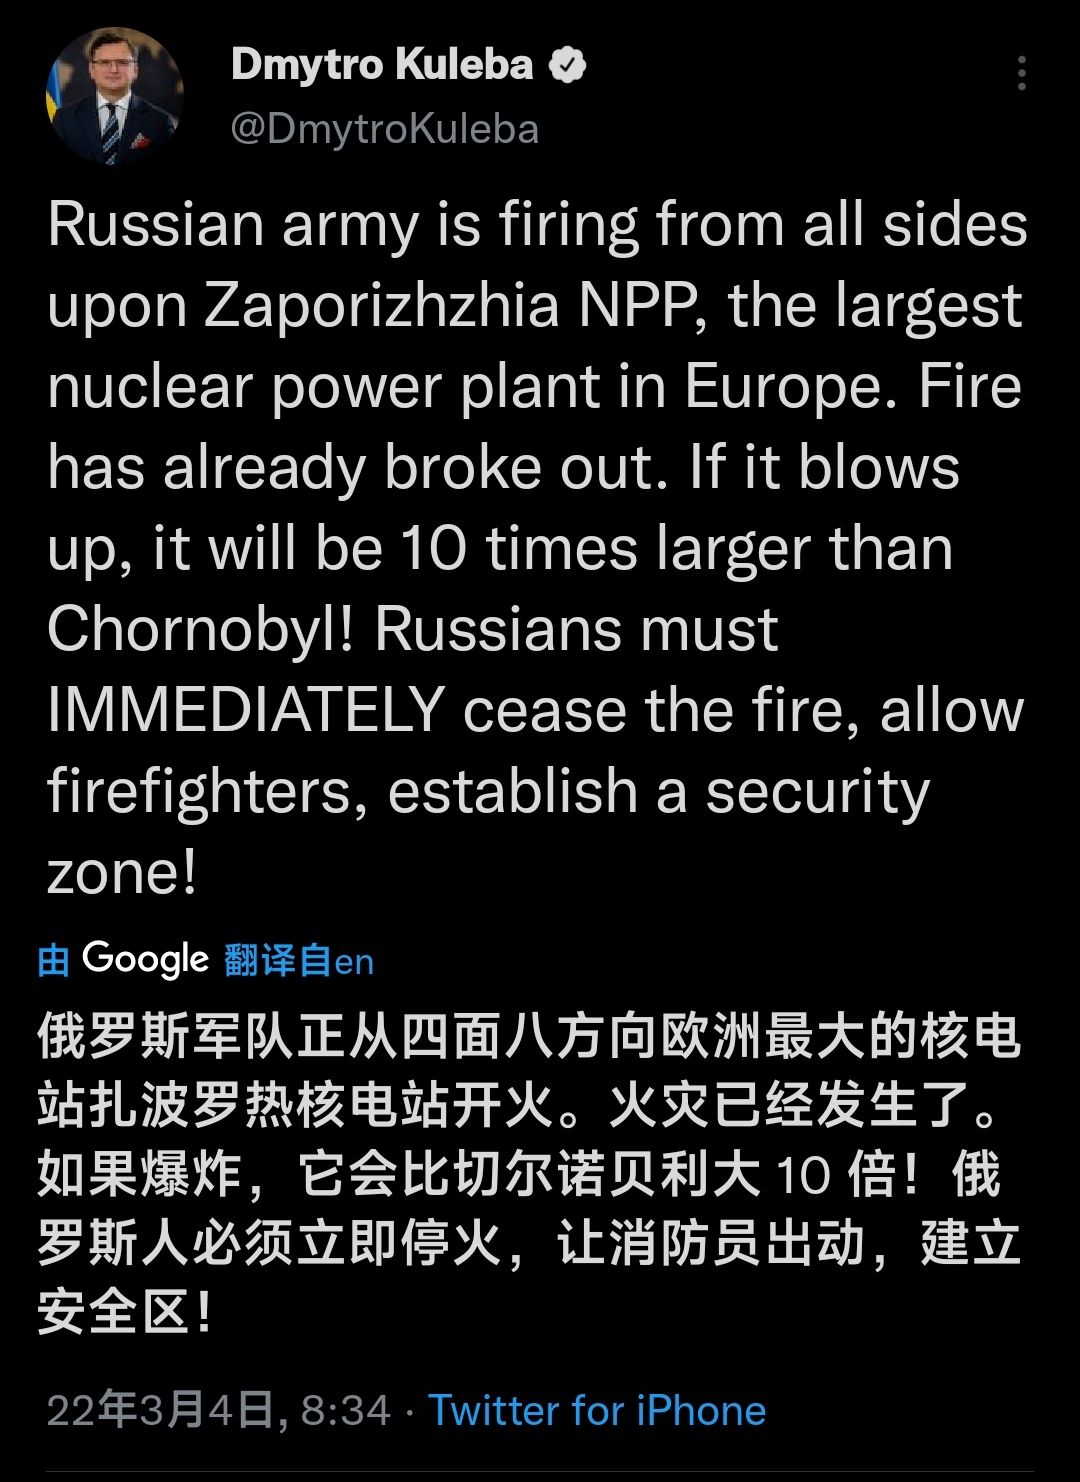 Dmytro Kuleba
@DmytroKuleba
Russian army is firing from all sides
upon Zaporizhzhia NPP, the largest
nuclear power plant in Europe. Fire
has already broke out. If it blows
up, it will be 10 times larger than
Chornobyl! Russians must
IMMEDIATELY cease the fire, allow
firefighters, establish a security
zone!
由 Google 翻译自en
俄罗斯军队正从四面八方向欧洲最大的核电
站扎波罗热核电站开火。火灾已经发生了。
如果爆炸，它会比切尔诺贝利大 10 倍！俄
罗斯人必须立即停火，让消防员出动，建立
安全区！
22年3月4日, 8:34 · Twitter for iPhone